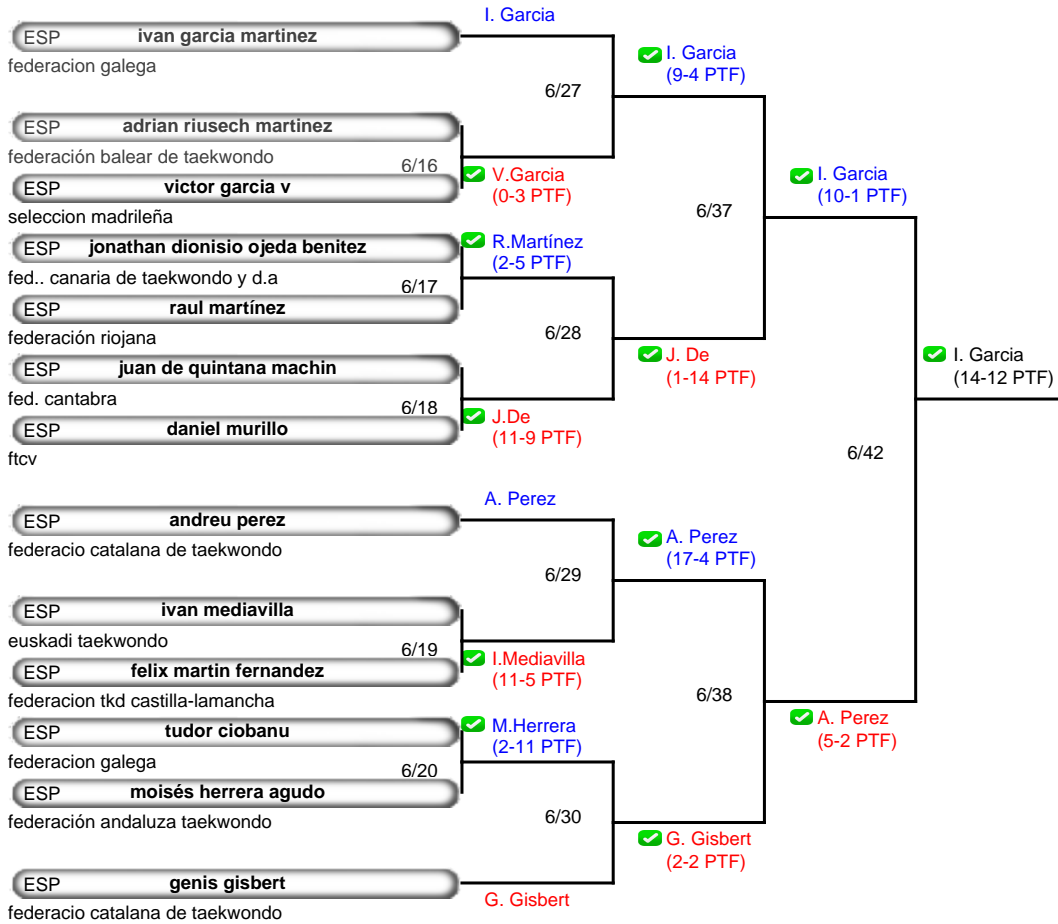 I. Garcia
ESP ivan garcia martinez
federacion galega
I. Garcia
(9-4 PTF)
6/27
ESP adrian riusech martinez
federación balear de taekwondo
6/16
V.Garcia
(0-3 PTF)
ESP victor garcia v
seleccion madrileña
I. Garcia
(10-1 PTF)
6/37
ESP jonathan dionisio ojeda benitez
fed.. canaria de taekwondo y d.a
R.Martínez
(2-5 PTF)
6/17
ESP raul martínez
federación riojana
6/28
J. De
(1-14 PTF)
I. Garcia
(14-12 PTF)
ESP juan de quintana machin
fed. cantabra
6/18
J.De
(11-9 PTF)
ESP daniel murillo
ftcv
6/42
A. Perez
ESP andreu perez
federacio catalana de taekwondo
A. Perez
(17-4 PTF)
6/29
ESP ivan mediavilla
euskadi taekwondo
6/19
I.Mediavilla
(11-5 PTF)
ESP felix martin fernandez
federacion tkd castilla-lamancha
6/38
A. Perez
(5-2 PTF)
ESP tudor ciobanu
federacion galega
M.Herrera
(2-11 PTF)
6/20
ESP moisés herrera agudo
federación andaluza taekwondo
6/30
G. Gisbert
(2-2 PTF)
ESP genis gisbert
G. Gisbert
federacio catalana de taekwondo